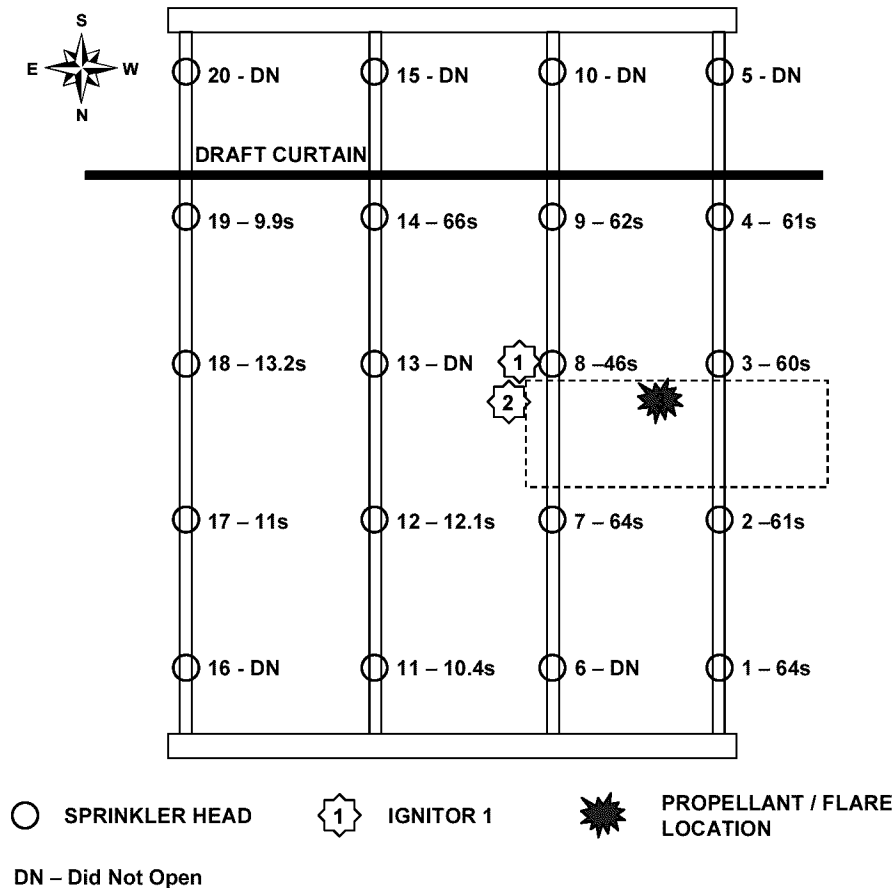 S
E W
N
20 - DN 15 - DN 10 - DN 5 - DN
DRAFT CURTAIN
19 – 9.9s 14 – 66s 9 – 62s 4 – 61s
18 – 13.2s 13 – DN 1 8 –46s 3 – 60s
2
17 – 11s 12 – 12.1s 7 – 64s 2 –61s
16 - DN 11 – 10.4s 6 – DN 1 – 64s
SPRINKLER HEAD 1 IGNITOR 1 PROPELLANT / FLARE
LOCATION
DN – Did Not Open